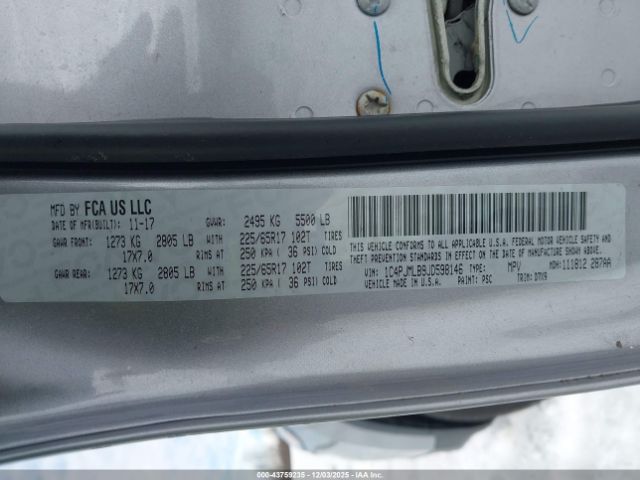 MFD BY FCA US LLC
DATE OF MFR(BUILT): 11-17 GVWR: 2495 KG 5500 LB
GAWR FRONT: 1273 KG 2805 LB WITH 225/65R17 102T TIRES
17X7.0 RIMS AT 250 KPA ( 36 PSI) COLD
GAWR REAR: 1273 KG 2805 LB WITH 225/65R17 102T TIRES
17X7.0 RIMS AT 250 KPA ( 36 PSI) COLD
THIS VEHICLE CONFORMS TO ALL APPLICABLE U.S.A. FEDERAL MOTOR VEHICLE SAFETY
AND THEFT PREVENTION STANDARDS IN EFFECT ON THE DATE OF
MANUFACTURE SHOWN ABOVE.
VIN: 1C4PJMLB9JD598146 TYPE: MPV MDH: 111812 287AA
VEHICLE MADE IN U.S.A. PAINT: PSC TRIM:
000-43759235 - 12/03/2025 - IAAI.COM